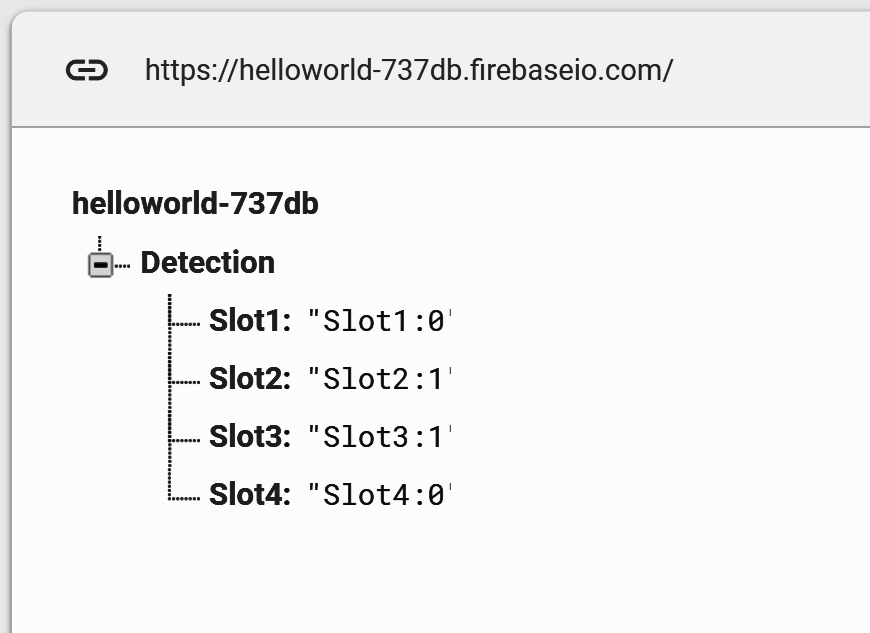 https://helloworld-737db.firebaseio.com/
helloworld-737db
Detection
Slot1: "Slot1:0'
Slot2: "Slot2:1'
Slot3: "Slot3:1'
Slot4: "Slot4:0'